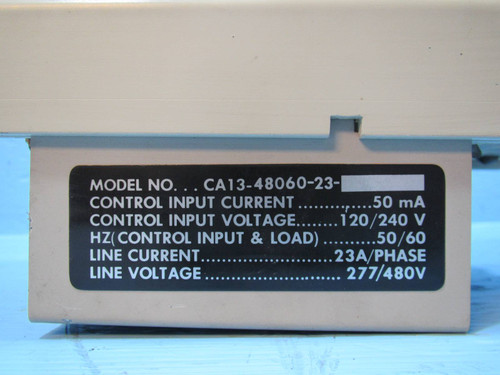 MODEL NO. . . CA13-48060-23-
CONTROL INPUT CURRENT ............. 50 mA
CONTROL INPUT VOLTAGE........120/240 V
HZ(CONTROL INPUT & LOAD)..........50/60
LINE CURRENT....................23A/PHASE
LINE VOLTAGE ..........................277/480V